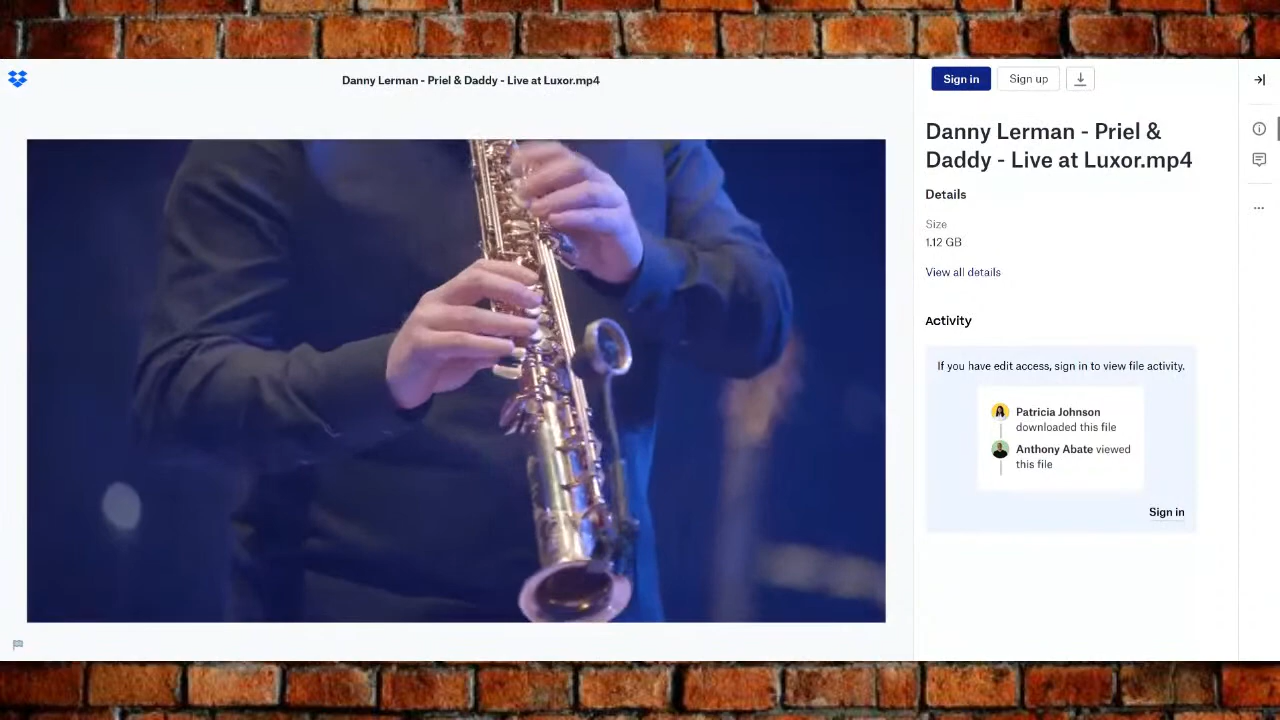 Danny Lerman - Priel & Daddy - Live at Luxor.mp4
Sign in
Sign up
Danny Lerman - Priel &
Daddy - Live at Luxor.mp4
Details
Size
1.12 GB
View all details
Activity
If you have edit access, sign in to view file activity.
Patricia Johnson
downloaded this file
Anthony Abate viewed
this file
Sign in